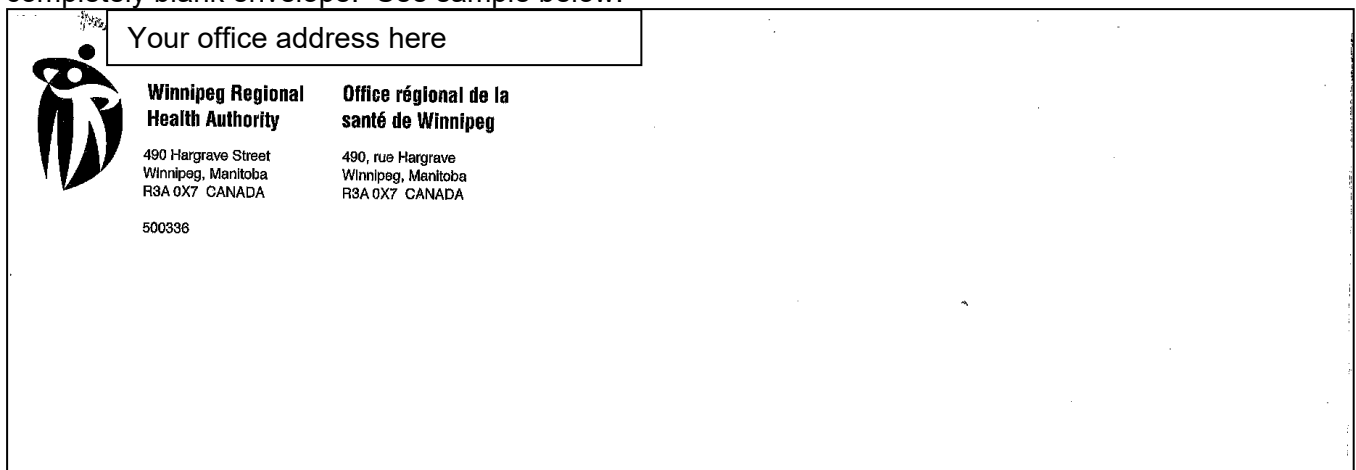 completely blank envelope. See sample below:
Your office address here
Winnipeg Regional
Health Authority
490 Hargrave Street
Winnipeg, Manitoba
R3A 0X7 CANADA
500336
Office régional de la
santé de Winnipeg
490, rue Hargrave
Winnipeg, Manitoba
R3A 0X7 CANADA